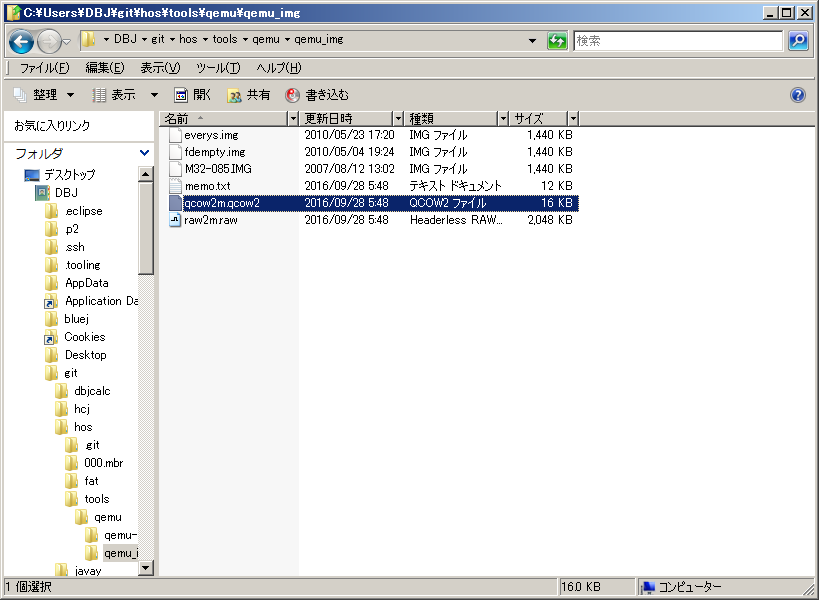 C:¥Users¥DBJ¥git¥hos¥tools¥qemu¥qemu_img
DBJ git hos tools qemu qemu_img 検索
ファイル(F) 編集(E) 表示(V) ツール(T) ヘルプ(H)
整理 表示 開く 共有 書き込む
お気に入りリンク
フォルダ
デスクトップ
DBJ
.eclipse
.p2
.ssh
.tooling
AppData
Application Da
bluej
Cookies
Desktop
git
dbjcalc
hcj
hos
.git
000.mbr
fat
tools
qemu
qemu-
qemu_i
javay
名前 更新日時 種類 サイズ
everys.img 2010/05/23 17:20 IMG ファイル 1,440 KB
fdempty.img 2010/05/04 19:24 IMG ファイル 1,440 KB
M32-085.IMG 2007/08/12 13:02 IMG ファイル 1,440 KB
memo.txt 2016/09/28 5:48 テキスト ドキュメント 12 KB
qcow2m.qcow2 2016/09/28 5:48 QCOW2 ファイル 16 KB
raw2m.raw 2016/09/28 5:48 Headerless RAW... 2,048 KB
1 個選択 16.0 KB コンピューター